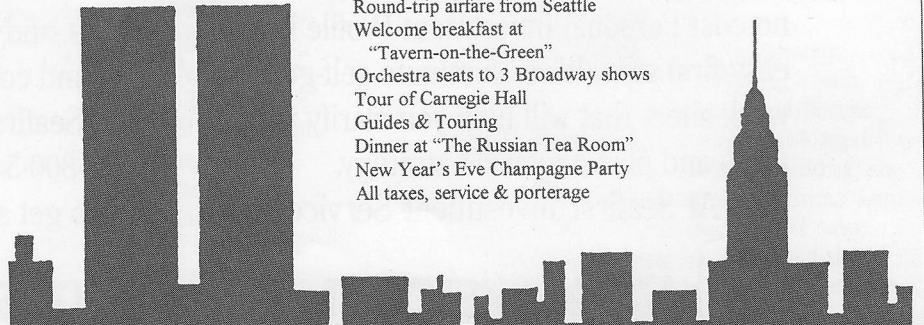 Round-trip airfare from Seattle
Welcome breakfast at
“Tavern-on-the-Green”
Orchestra seats to 3 Broadway shows
Tour of Carnegie Hall
Guides & Touring
Dinner at “The Russian Tea Room”
New Year’s Eve Champagne Party
All taxes, service & porterage